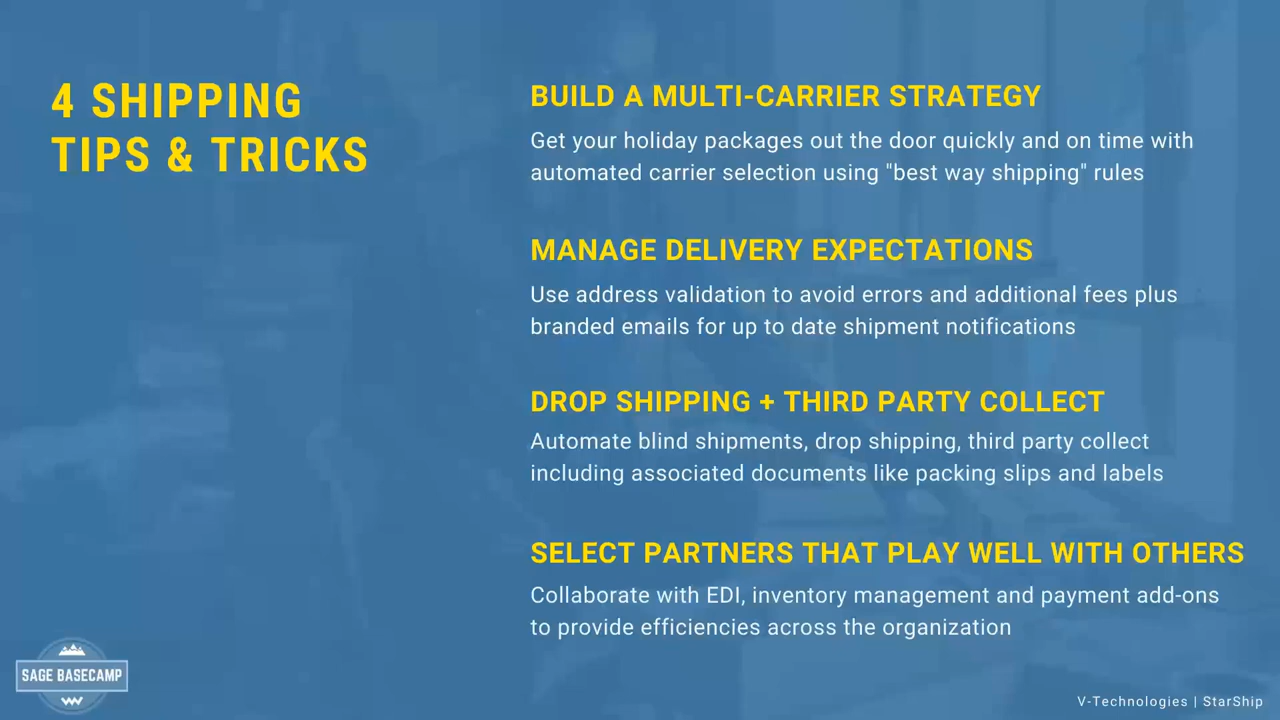 4 SHIPPING
TIPS & TRICKS
BUILD A MULTI-CARRIER STRATEGY
Get your holiday packages out the door quickly and on time with
automated carrier selection using "best way shipping" rules
MANAGE DELIVERY EXPECTATIONS
Use address validation to avoid errors and additional fees plus
branded emails for up to date shipment notifications
DROP SHIPPING + THIRD PARTY COLLECT
Automate blind shipments, drop shipping, third party collect
including associated documents like packing slips and labels
SELECT PARTNERS THAT PLAY WELL WITH OTHERS
Collaborate with EDI, inventory management and payment add-ons
to provide efficiencies across the organization
SAGE BASECAMP
V-Technologies | StarShip